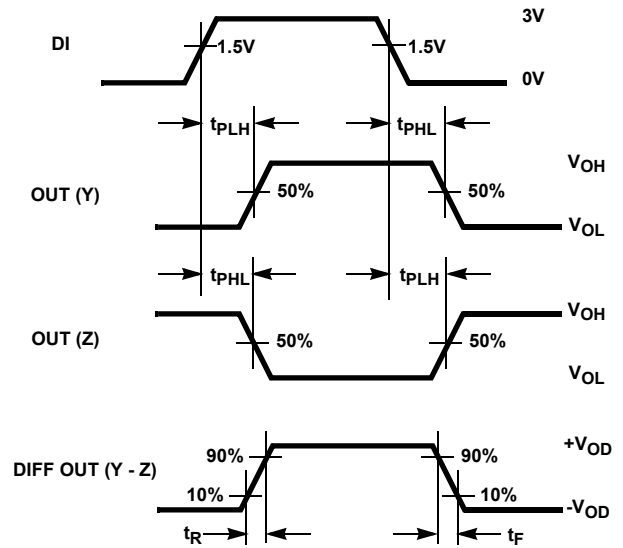 3V
DI
1.5V
1.5V
0V
tPLH
tPHL
VOH
OUT (Y)
50%
50%
VOL
tPHL
tPLH
VOH
OUT (Z)
50%
50%
VOL
+VOD
DIFF OUT (Y - Z)
90%
90%
10%
10%
-VOD
tR
tF